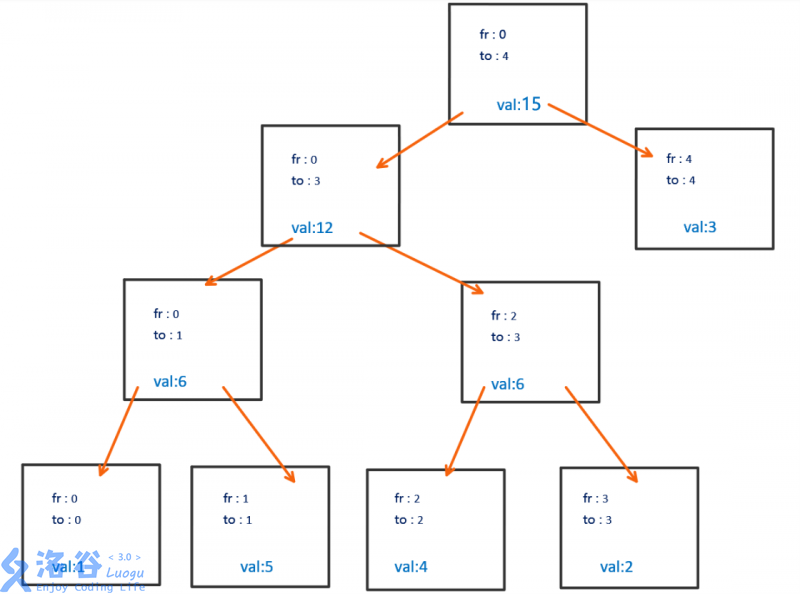 fr : 0
to : 4
val:15
fr : 0
to : 3
val:12
fr : 4
to : 4
val:3
fr : 0
to : 1
val:6
fr : 2
to : 3
val:6
fr : 0
to : 0
val:1
fr : 1
to : 1
val:5
fr : 2
to : 2
val:4
fr : 3
to : 3
val:2
洛谷
< 3.0 >
Luogu
Enjoy Coding Life